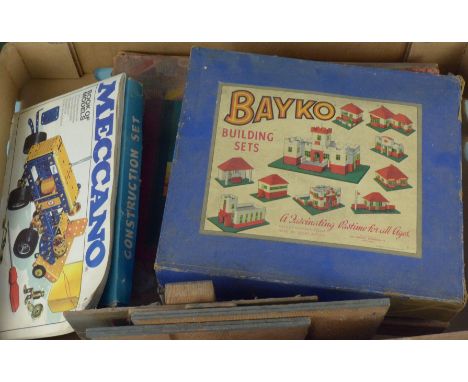 BOOK OF
MODELS
MECCANO
CONSTRUCTION SET
BAYKO
BUILDING
SETS
A Fascinating Pastime for all Ages.